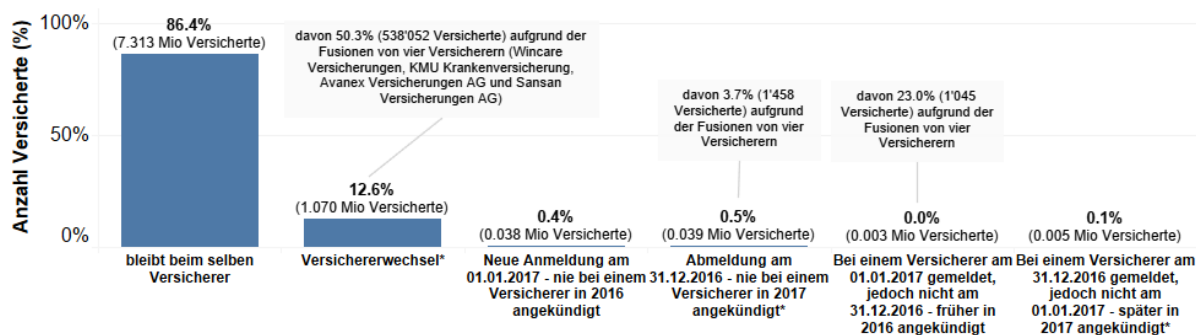 Anzahl Versicherte (%)
100%
50%
0%
86.4%
(7.313 Mio Versicherte)
bleibt beim selben
Versicherer
davon 50.3% (538'052 Versicherte) aufgrund der
Fusionen von vier Versicherern (Wincare
Versicherungen, KMU Krankenversicherung,
Avanex Versicherungen AG und Sansan
Versicherungen AG)
12.6%
(1.070 Mio Versicherte)
Versichererwechsel*
0.4%
(0.038 Mio Versicherte)
Neue Anmeldung am
01.01.2017 - nie bei einem
Versicherer in 2016
angekündigt
davon 3.7% (1'458
Versicherte) aufgrund
der Fusionen von vier
Versicherern
0.5%
(0.039 Mio Versicherte)
Abmeldung am
31.12.2016 - nie bei einem
Versicherer in 2017
angekündigt*
davon 23.0% (1'045
Versicherte) aufgrund der
Fusionen von vier
Versicherern
0.0%
(0.003 Mio Versicherte)
Bei einem Versicherer am
01.01.2017 gemeldet,
jedoch nicht am
31.12.2016 - früher in
2016 angekündigt
0.1%
(0.005 Mio Versicherte)
Bei einem Versicherer am
31.12.2016 gemeldet,
jedoch nicht am
01.01.2017 - später in
2017 angekündigt*